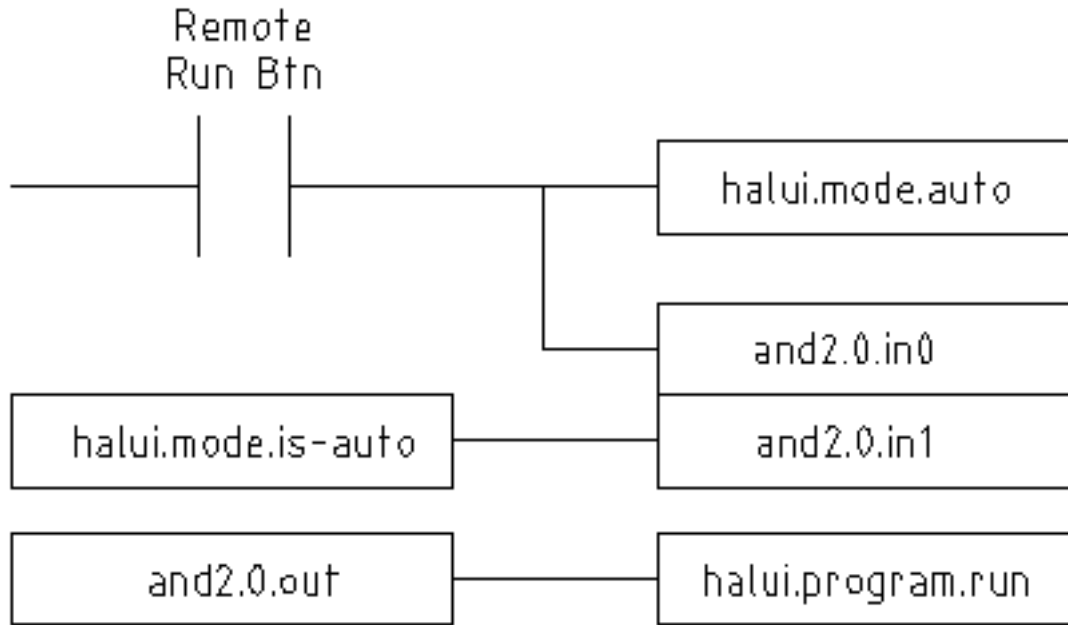 Remote
Run Btn
halui.mode.auto
and2.0.in0
halui.mode.is-auto
and2.0.in1
and2.0.out
halui.program.run